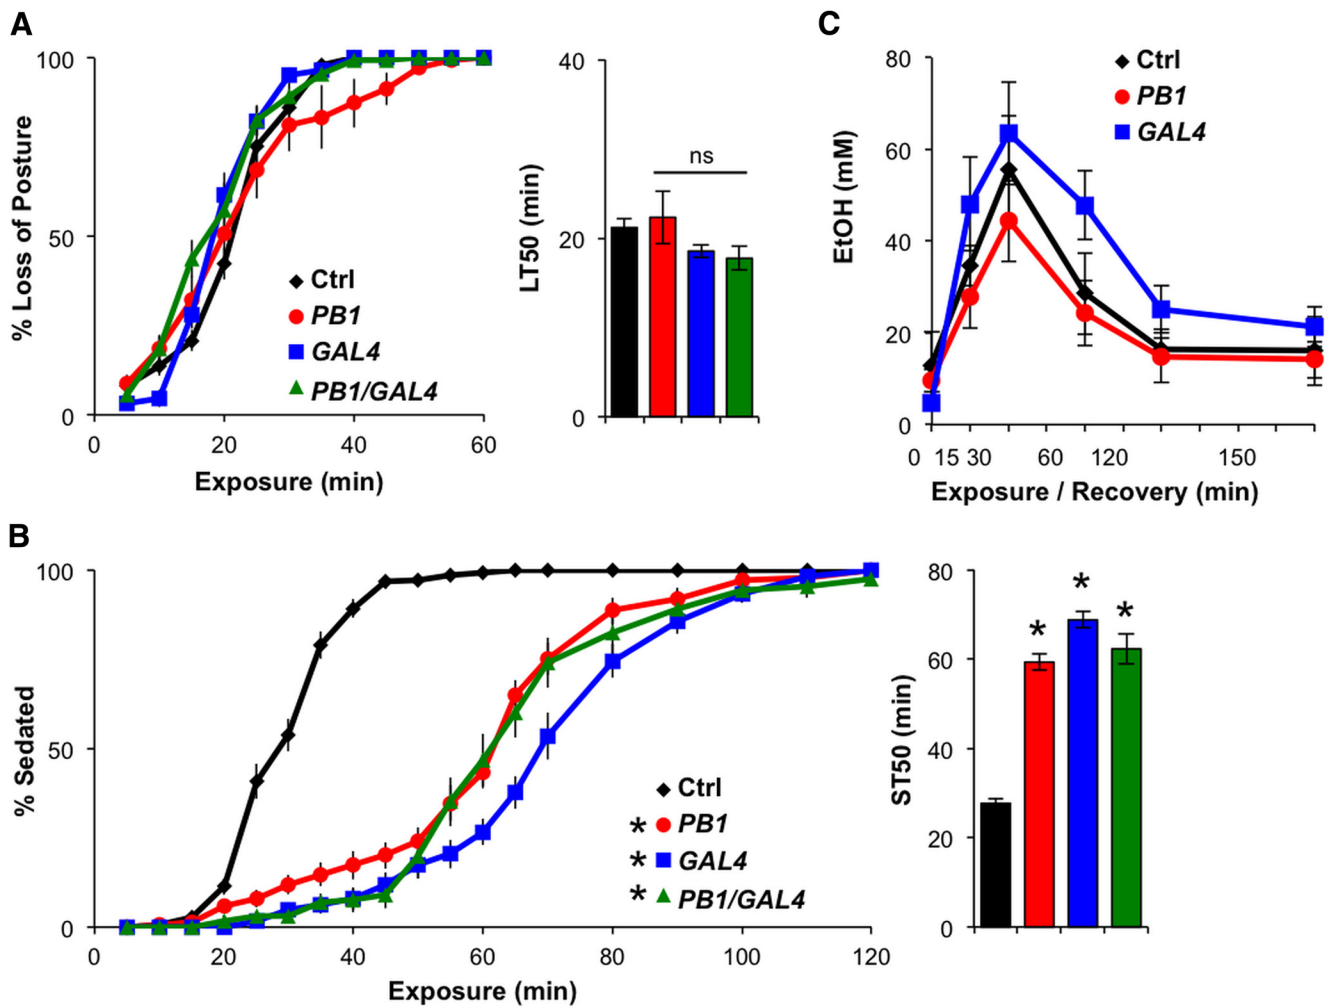 A
100
50
0
% Loss of Posture
0 20 40 60
Exposure (min)
Ctrl
PB1
GAL4
PB1/GAL4
40
20
0
LT50 (min)
ns
C
80
60
40
20
0
EtOH (mM)
Ctrl
PB1
GAL4
0 15 30 60 120 150
Exposure / Recovery (min)
B
100
50
0
% Sedated
0 20 40 60 80 100 120
Exposure (min)
Ctrl
* PB1
* GAL4
* PB1/GAL4
80
60
40
20
0
ST50 (min)
* * *